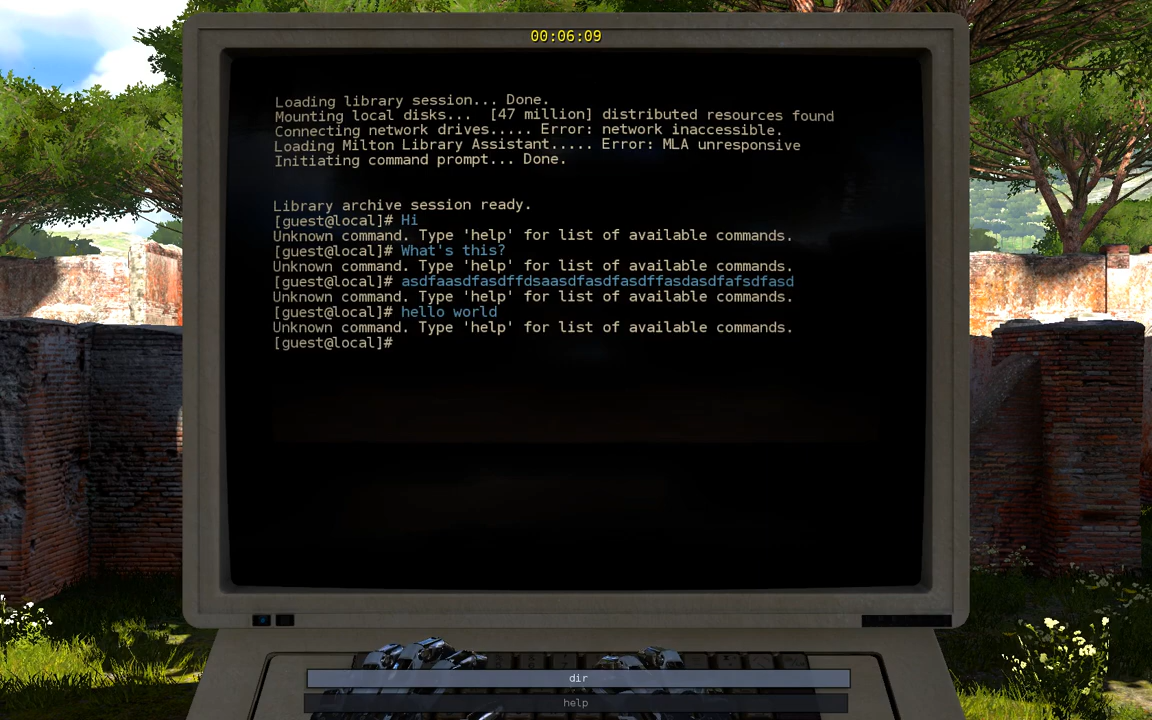 00:06:09
Loading library session... Done.
Mounting local disks...  [47 million] distributed resources found
Connecting network drives..... Error: network inaccessible.
Loading Milton Library Assistant..... Error: MLA unresponsive
Initiating command prompt... Done.
Library archive session ready.
[guest@local]# Hi
Unknown command. Type 'help' for list of available commands.
[guest@local]# What's this?
Unknown command. Type 'help' for list of available commands.
[guest@local]# asdfaasdfasdffdsaasdfasdfasdffasdasdfafsdfasd
Unknown command. Type 'help' for list of available commands.
[guest@local]# hello world
Unknown command. Type 'help' for list of available commands.
[guest@local]#
dir
help